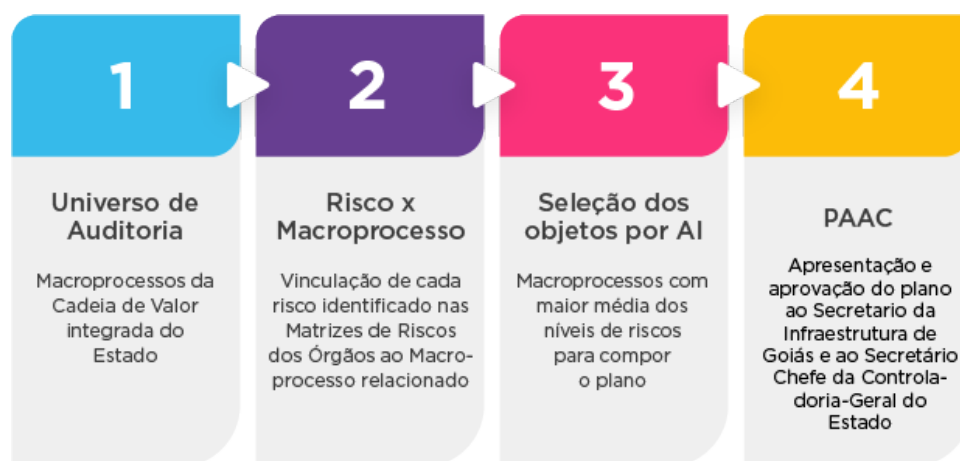 1
Universo de
Auditoria
Macroprocessos da
Cadeia de Valor
integrada do
Estado
2
Risco x
Macroprocesso
Vinculação de cada
risco identificado nas
Matrizes de Riscos
dos Órgãos ao Macro-
processo relacionado
3
Seleção dos
objetos por AI
Macroprocessos com
maior média dos
níveis de riscos
para compor
o plano
4
PAAC
Apresentação e
aprovação do plano
ao Secretario da
Infraestrutura de
Goiás e ao Secretário
Chefe da Controla-
doria-Geral do
Estado